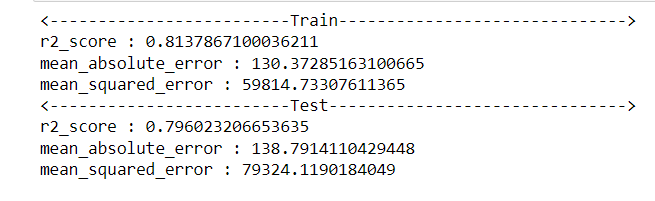 <-------------------------Train----------------------------->
r2_score : 0.8137867100036211
mean_absolute_error : 130.37285163100665
mean_squared_error : 59814.73307611365
<-------------------------Test------------------------------>
r2_score : 0.796023206653635
mean_absolute_error : 138.7914110429448
mean_squared_error : 79324.1190184049